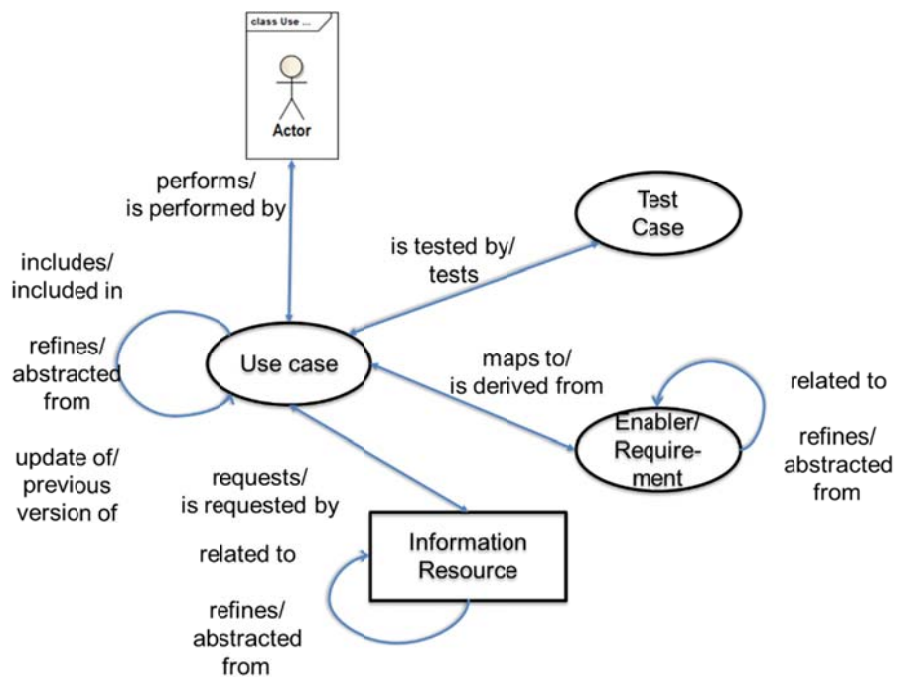 class Use ...
Actor
performs/
is performed by
Test
Case
is tested by/
tests
includes/
included in
refines/
abstracted
from
update of/
previous
version of
Use case
maps to/
is derived from
Enabler/
Require-
ment
related to
refines/
abstracted
from
requests/
is requested by
Information
Resource
related to
refines/
abstracted
from